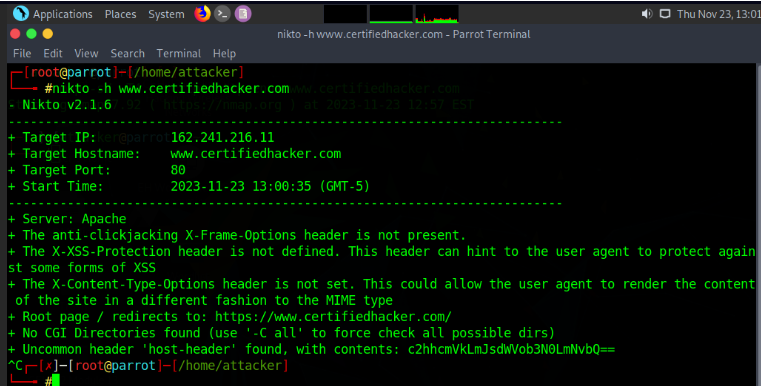 Applications Places System Thu Nov 23, 13:01
nikto -h www.certifiedhacker.com - Parrot Terminal
File Edit View Search Terminal Help
┌─[root@parrot]─[/home/attacker]
└──╼ #nikto -h www.certifiedhacker.com
- Nikto v2.1.6
---------------------------------------------------------------------------
+ Target IP: 162.241.216.11
+ Target Hostname: www.certifiedhacker.com
+ Target Port: 80
+ Start Time: 2023-11-23 13:00:35 (GMT-5)
---------------------------------------------------------------------------
+ Server: Apache
+ The anti-clickjacking X-Frame-Options header is not present.
+ The X-XSS-Protection header is not defined. This header can hint to the user agent to protect again
st some forms of XSS
+ The X-Content-Type-Options header is not set. This could allow the user agent to render the content
of the site in a different fashion to the MIME type
+ Root page / redirects to: https://www.certifiedhacker.com/
+ No CGI Directories found (use '-C all' to force check all possible dirs)
+ Uncommon header 'host-header' found, with contents: c2hhcmVkLmJsdWVob3N0LmNvbQ==
^C┌─[✗]─[root@parrot]─[/home/attacker]
└──╼ #